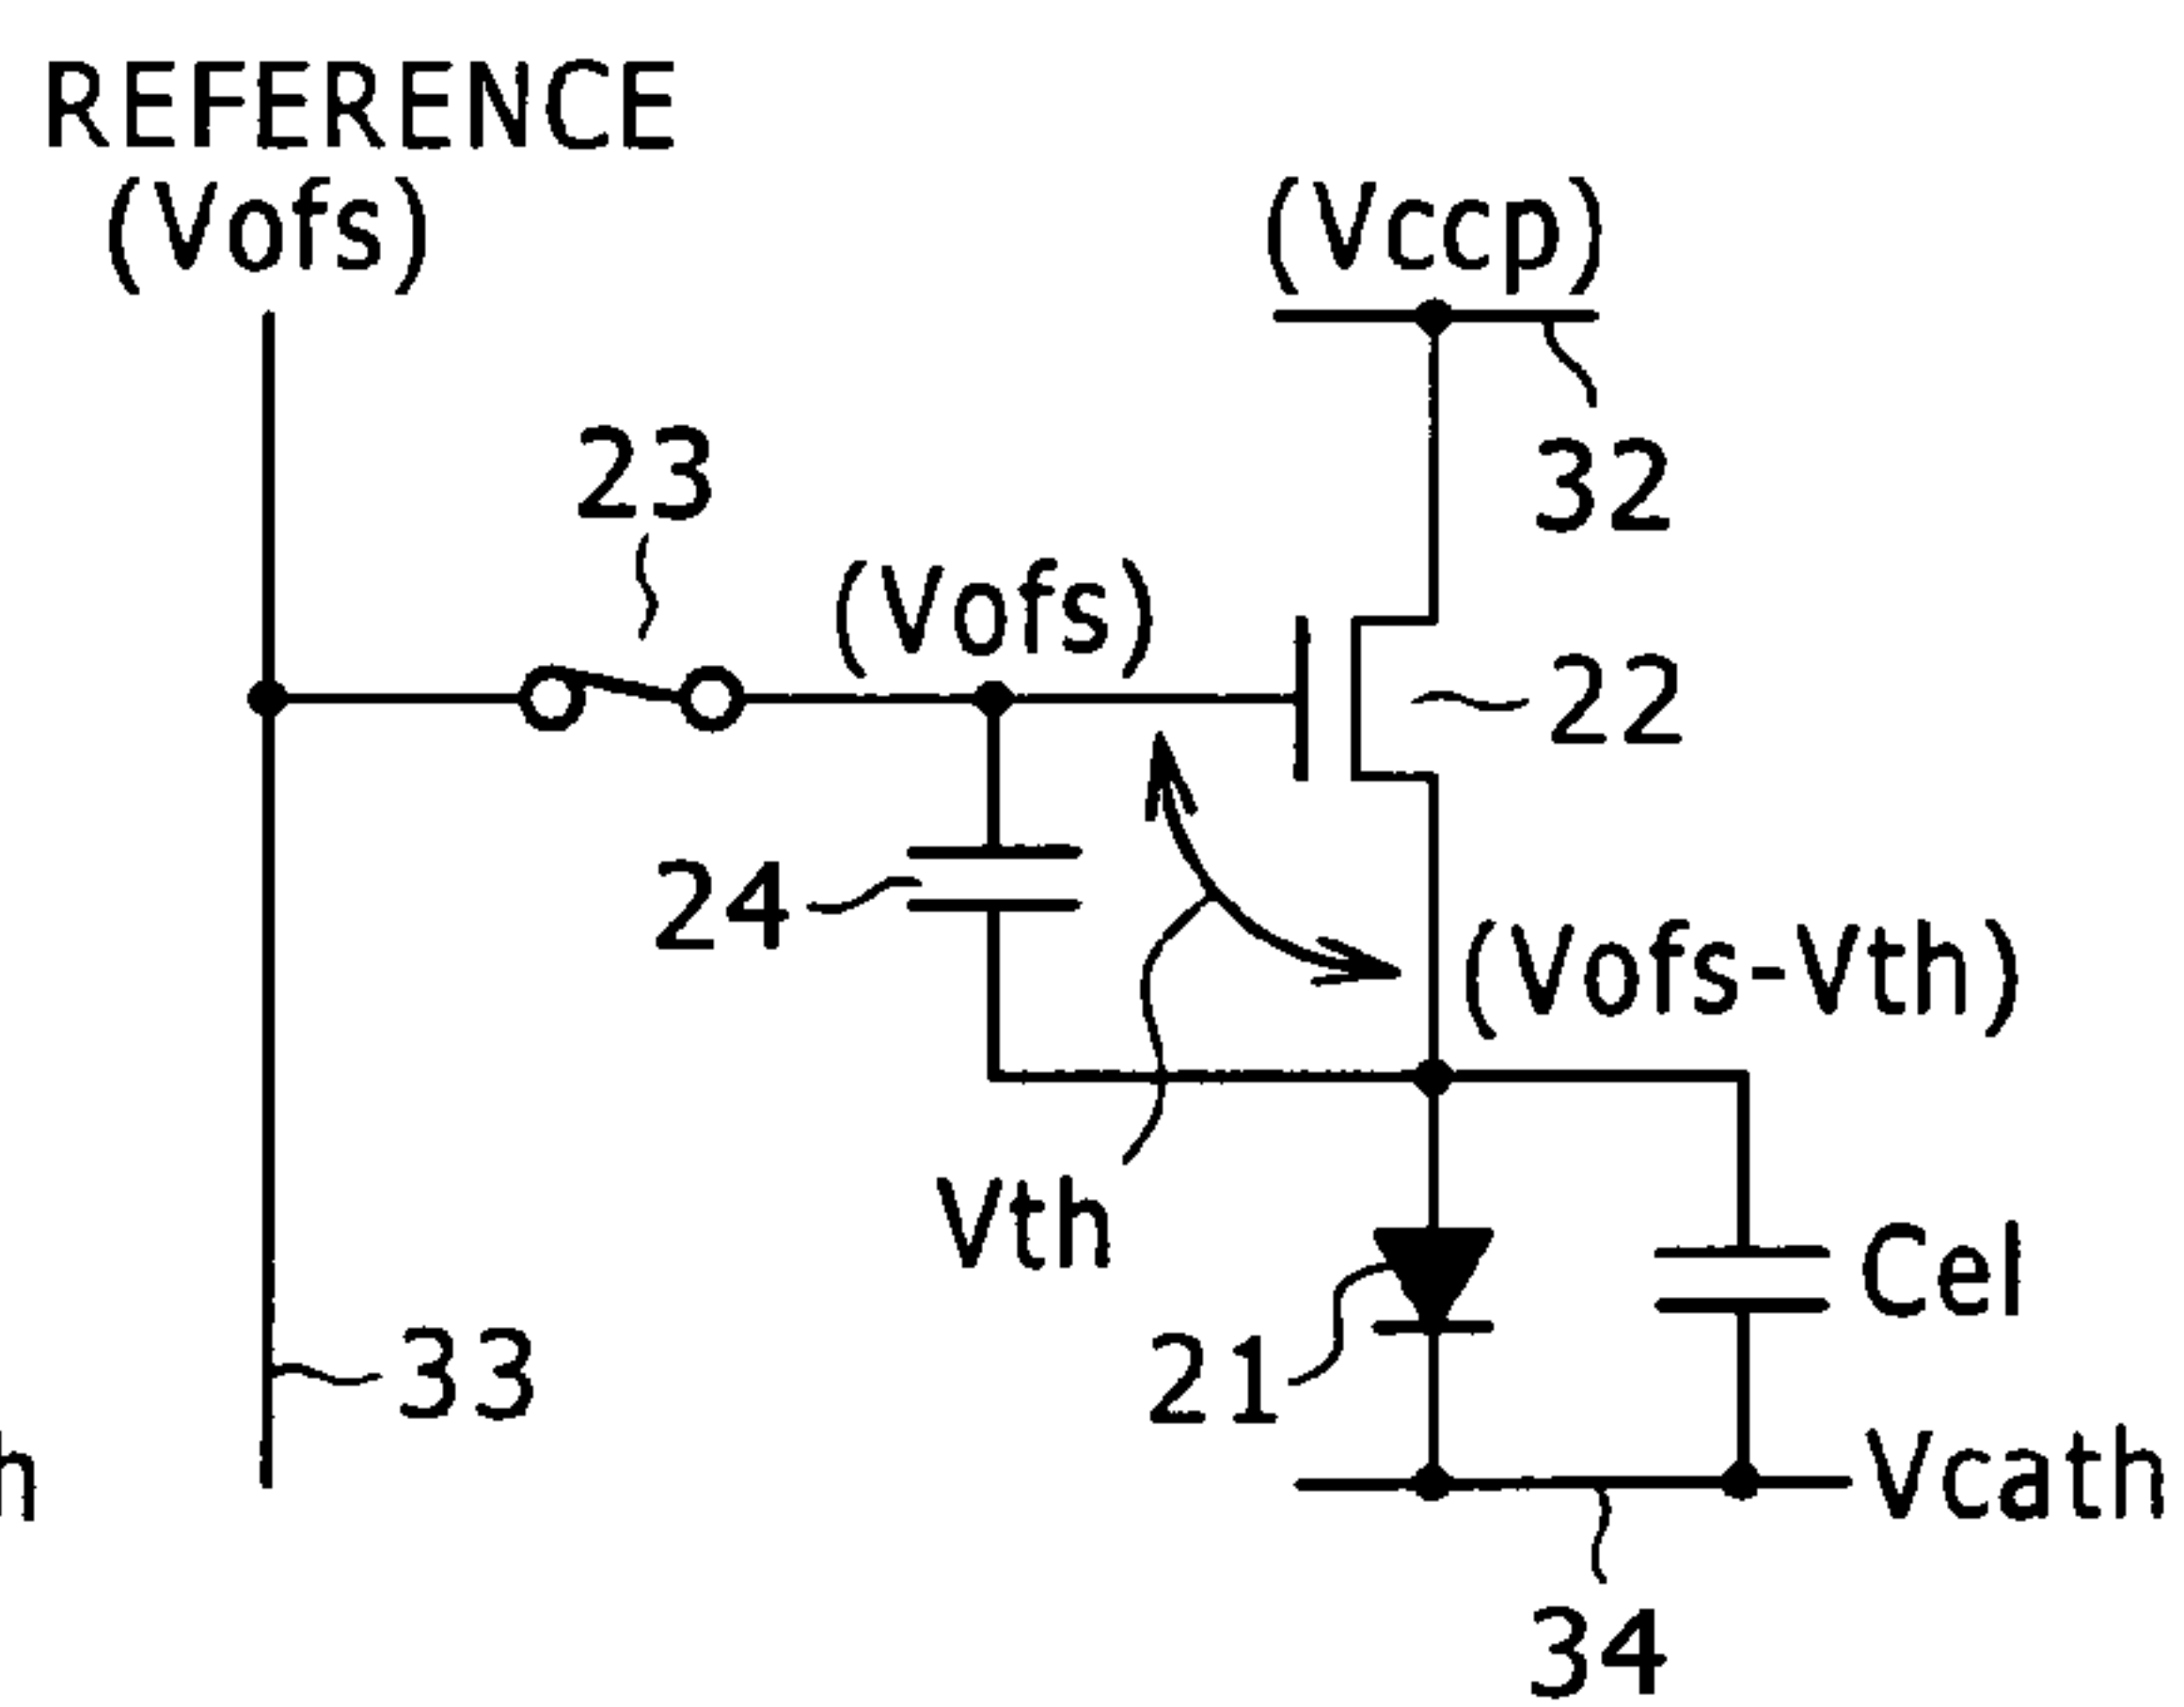 REFERENCE
(Vofs)
(Vccp)
32
23
(Vofs)
22
24
(Vofs-Vth)
Vth
Cel
21
33
h
Vcath
34